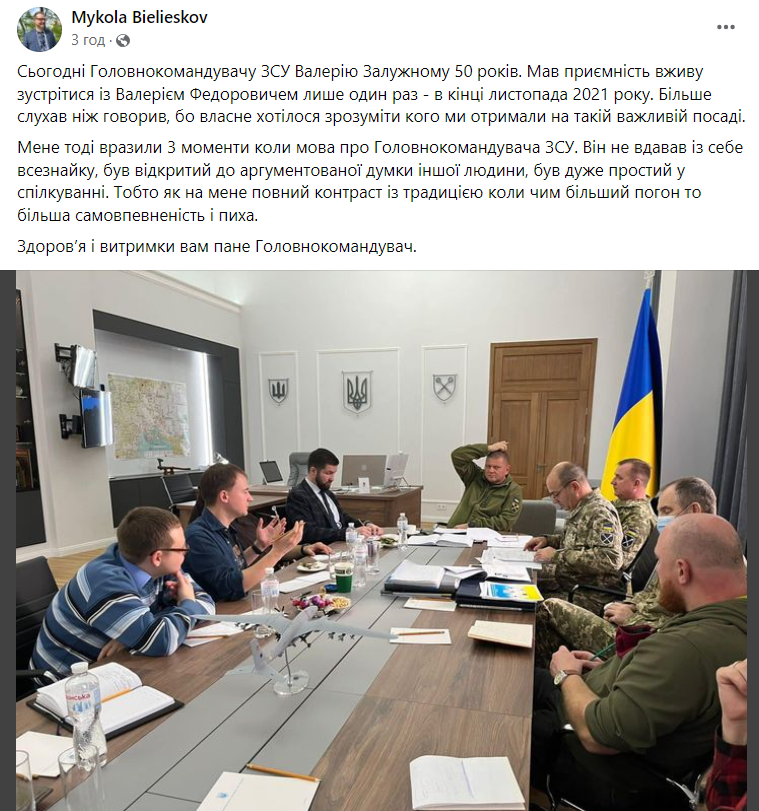 Mykola Bielieskov
3 год ·
Сьогодні Головнокомандувачу ЗСУ Валерію Залужному 50 років. Мав приємність вживу
зустрітися із Валерієм Федоровичем лише один раз - в кінці листопада 2021 року. Більше
слухав ніж говорив, бо власне хотілося зрозуміти кого ми отримали на такій важливій посаді.
Мене тоді вразили 3 моменти коли мова про Головнокомандувача ЗСУ. Він не вдавав із себе
всезнайку, був відкритий до аргументованої думки іншої людини, був дуже простий у
спілкуванні. Тобто як на мене повний контраст із традицією коли чим більший погон то
більша самовпевненість і пиха.
Здоров’я і витримки вам пане Головнокомандувач.